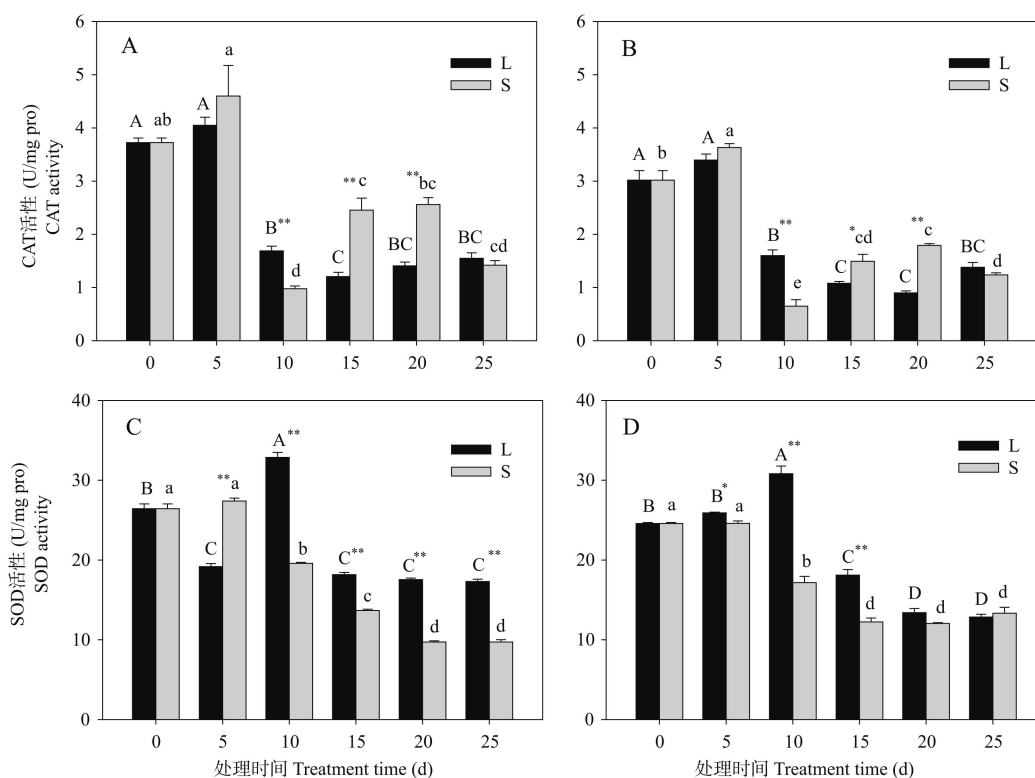 A
L
S
CAT活性 (U/mg pro)
CAT activity
6
5
4
3
2
1
0
A ab A a B** d C **c BC **bc BC cd
0 5 10 15 20 25
B
L
S
6
5
4
3
2
1
0
A b A a B** e C *cd C **c BC d
0 5 10 15 20 25
C
L
S
SOD活性 (U/mg pro)
SOD activity
40
30
20
10
0
B a C **a A** b C** c C** d C** d
0 5 10 15 20 25
处理时间 Treatment time (d)
D
L
S
40
30
20
10
0
B a B* a A** b C** d D d D d
0 5 10 15 20 25
处理时间 Treatment time (d)